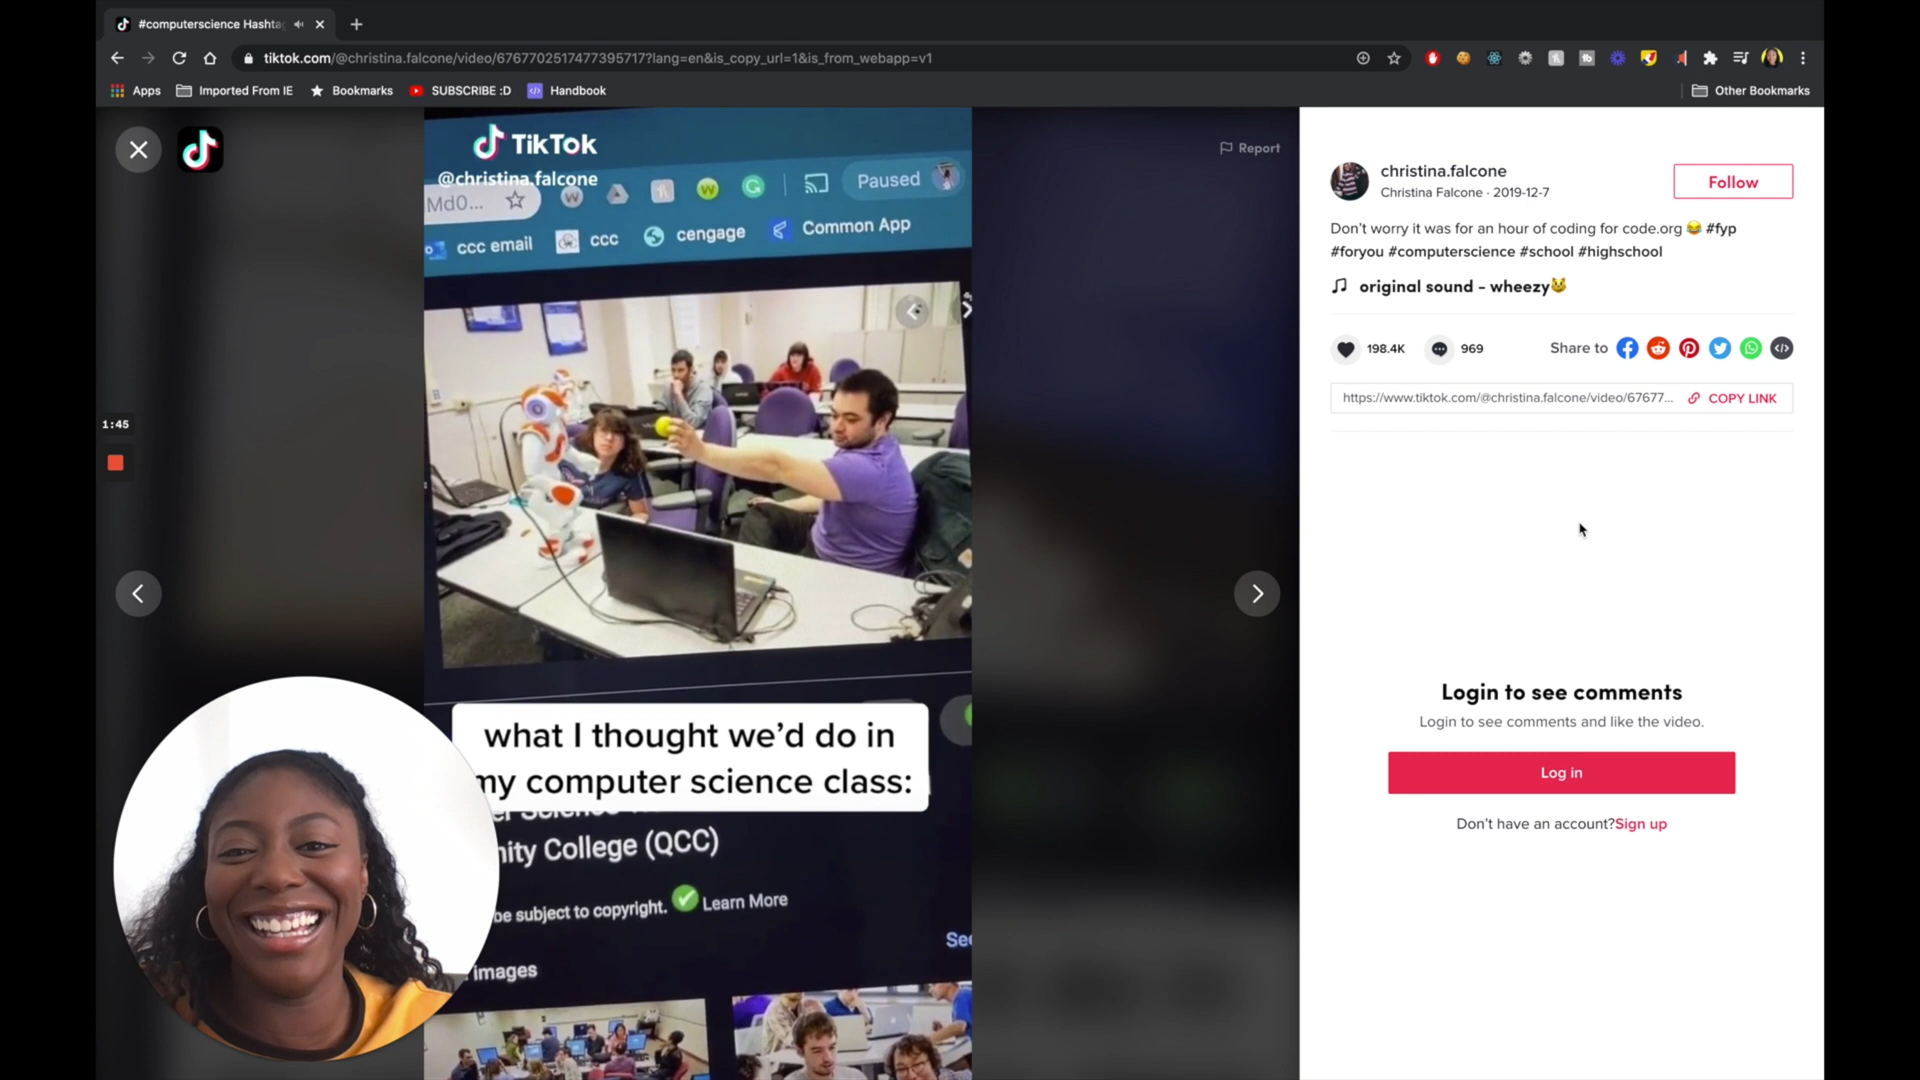 #computerscience Hashta
tiktok.com/@christina.falcone/video/6767702517477395717?lang=en&is_copy_url=1&is_from_webapp=v1
Apps
Imported From IE
Bookmarks
SUBSCRIBE :D
Handbook
Other Bookmarks
TikTok
@christina.falcone
Md0...
Paused
ccc email
ccc
cengage
Common App
Report
1:45
what I thought we'd do in
my computer science class:
nity College (QCC)
be subject to copyright.
Learn More
See
images
christina.falcone
Christina Falcone · 2019-12-7
Follow
Don't worry it was for an hour of coding for code.org 😂 #fyp
#foryou #computerscience #school #highschool
original sound - wheezy😼
198.4K
969
Share to
https://www.tiktok.com/@christina.falcone/video/67677...
COPY LINK
Login to see comments
Login to see comments and like the video.
Log in
Don't have an account?Sign up